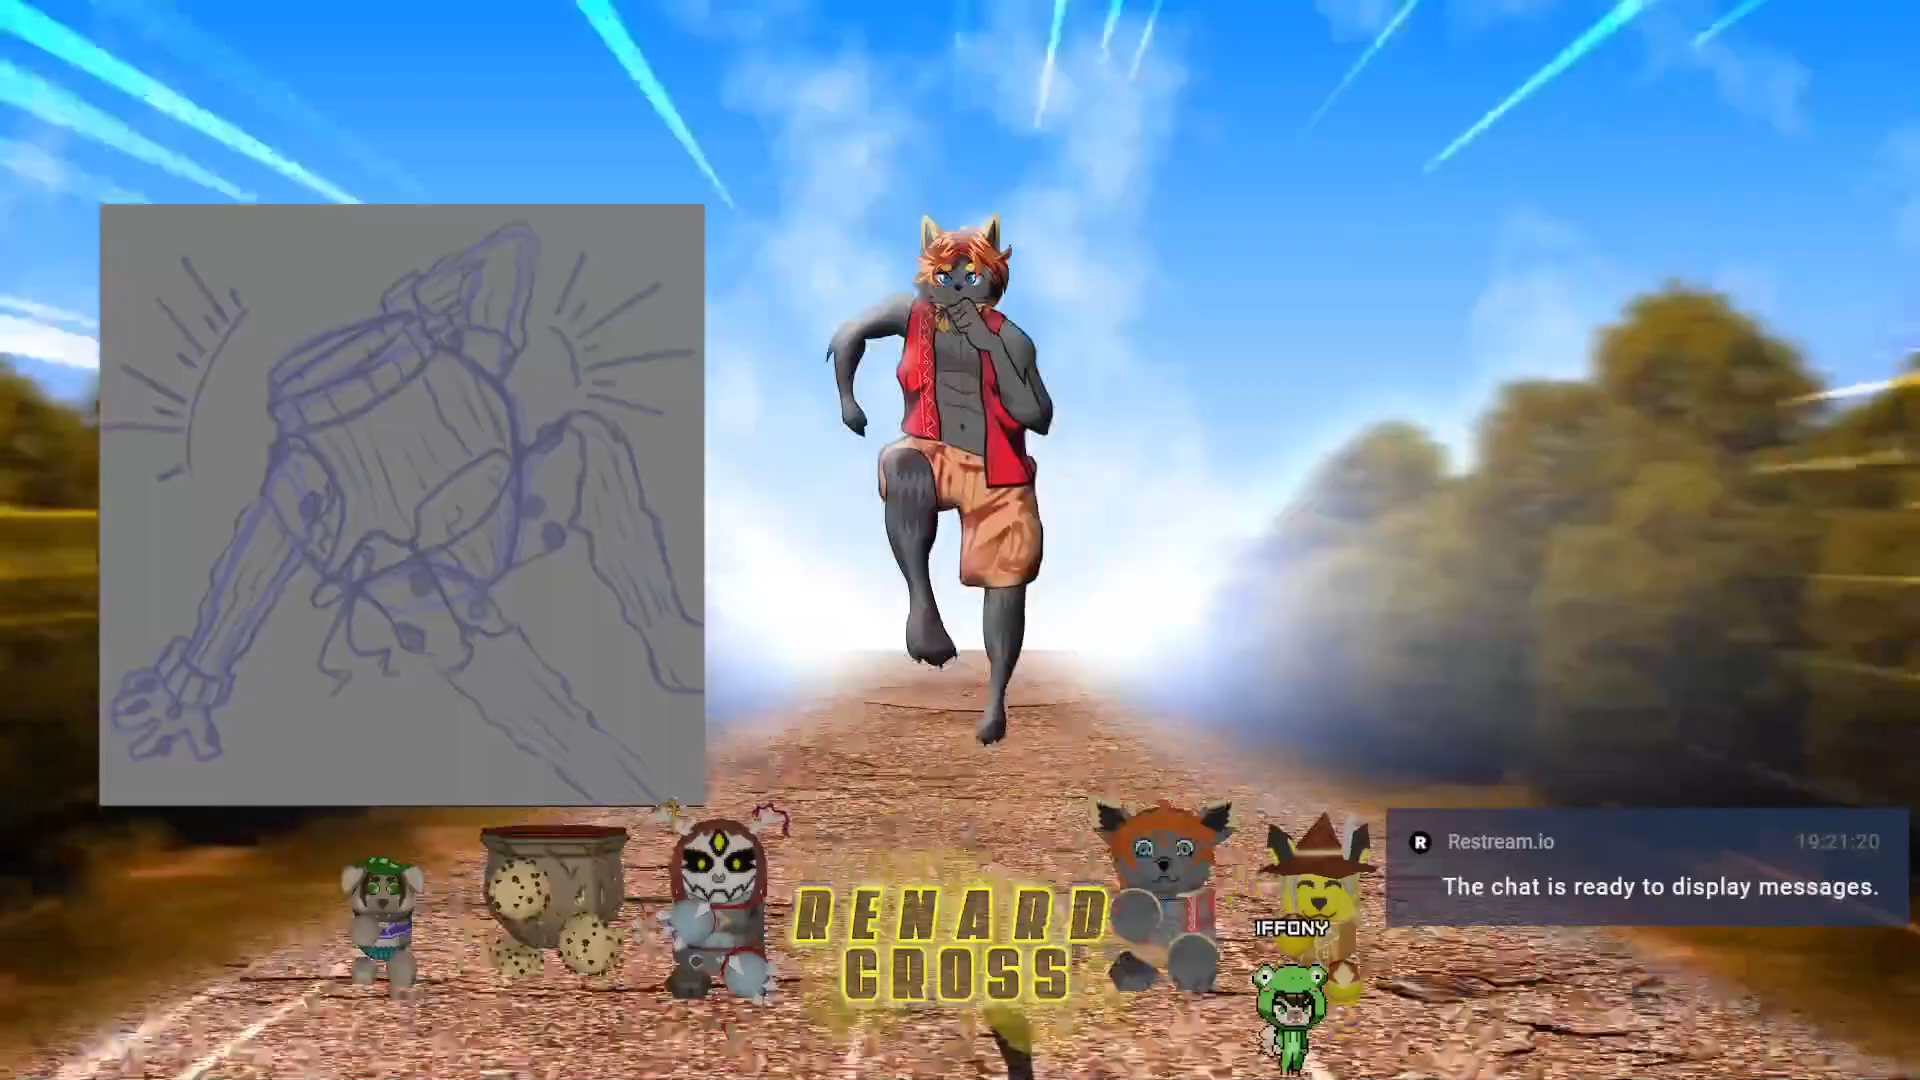 RENARD
CROSS
IFFONY
R Restream.io 19:21:20
The chat is ready to display messages.